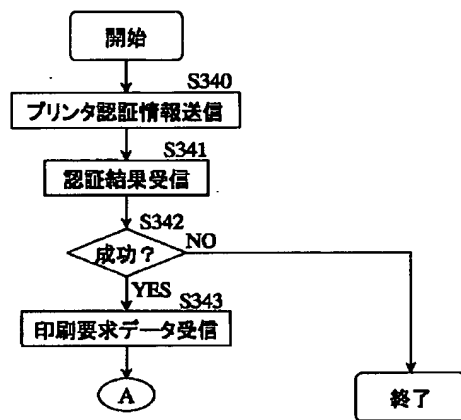 開始
S340
プリンタ認証情報送信
S341
認証結果受信
S342
成功?
NO
YES
S343
印刷要求データ受信
A
終了